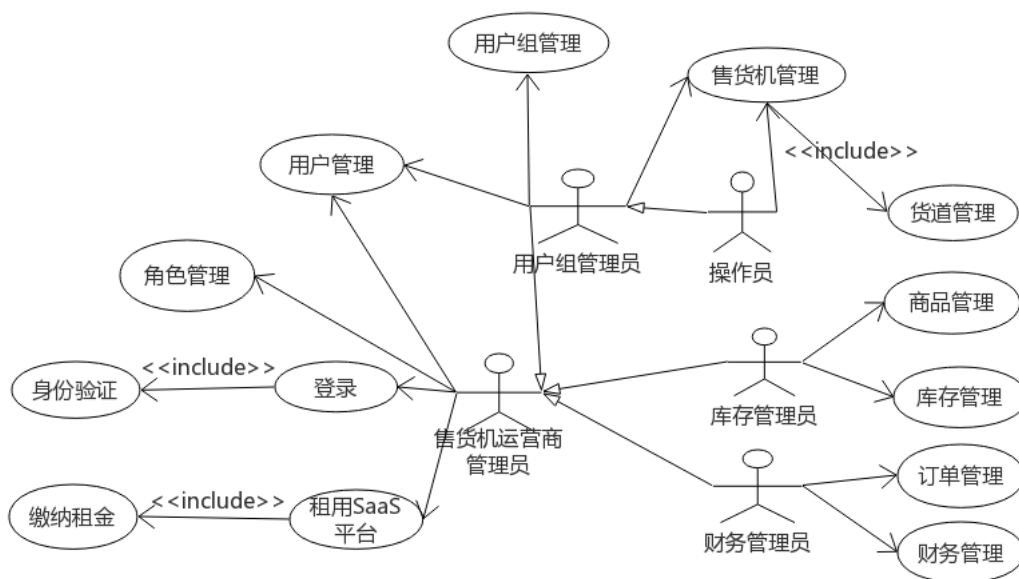 用户组管理
售货机管理
<<include>>
用户管理
货道管理
用户组管理员
操作员
角色管理
商品管理
<<include>>
身份验证
登录
库存管理员
库存管理
售货机运营商
管理员
订单管理
<<include>>
缴纳租金
租用SaaS
平台
财务管理员
财务管理